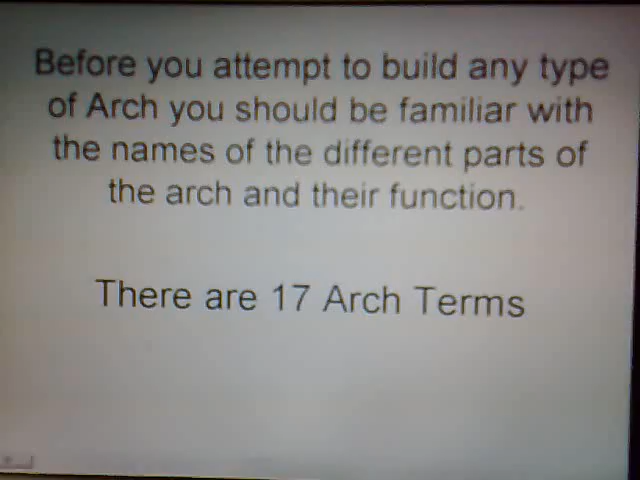 Before you attempt to build any type
of Arch you should be familiar with
the names of the different parts of
the arch and their function.
There are 17 Arch Terms